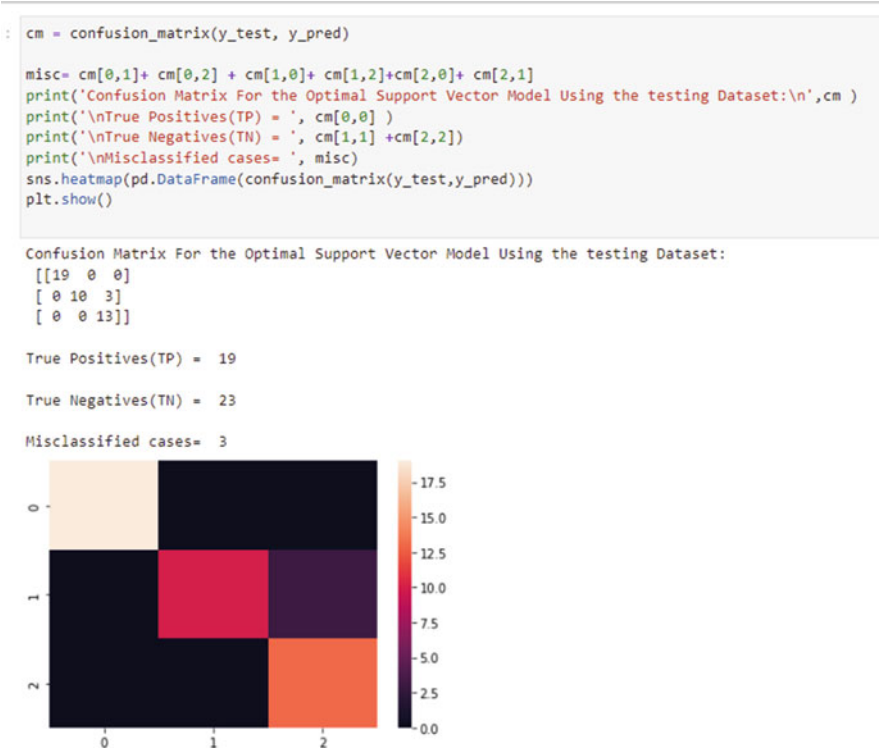 : cm = confusion_matrix(y_test, y_pred)
misc= cm[0,1]+ cm[0,2] + cm[1,0]+ cm[1,2]+cm[2,0]+ cm[2,1]
print('Confusion Matrix For the Optimal Support Vector Model Using the testing Dataset:\n',cm )
print('\nTrue Positives(TP) = ', cm[0,0] )
print('\nTrue Negatives(TN) = ', cm[1,1] +cm[2,2])
print('\nMisclassified cases= ', misc)
sns.heatmap(pd.DataFrame(confusion_matrix(y_test,y_pred)))
plt.show()
Confusion Matrix For the Optimal Support Vector Model Using the testing Dataset:
[[19 0 0]
[ 0 10 3]
[ 0 0 13]]
True Positives(TP) = 19
True Negatives(TN) = 23
Misclassified cases= 3
0
1
2
0 1 2
17.5
15.0
12.5
10.0
7.5
5.0
2.5
0.0